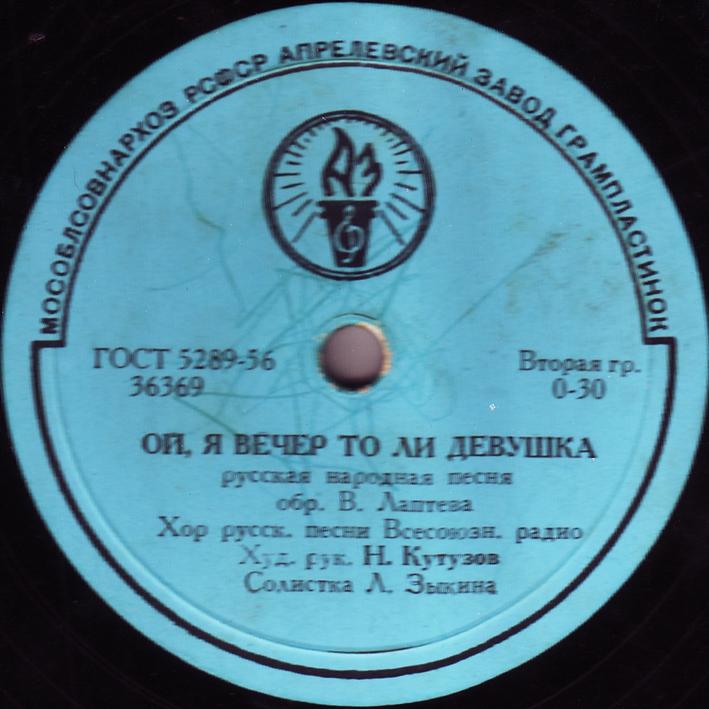 МОСОБЛСОВНАРХОЗ РСФСР АПРЕЛЕВСКИЙ ЗАВОД ГРАМПЛАСТИНОК
АЗ
ГОСТ 5289-56
36369
Вторая гр.
0-30
ОЙ, Я ВЕЧЕР ТО ЛИ ДЕВУШКА
русская народная песня
обр. В. Лаптева
Хор русск. песни Всесоюзн. радио
Худ. рук. Н. Кутузов
Солистка Л. Зыкина